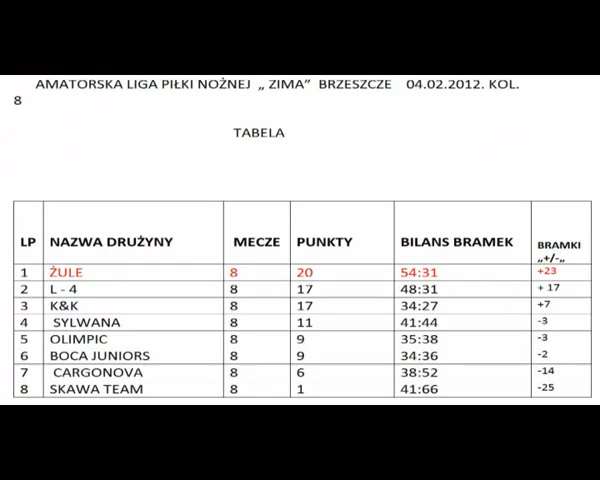 AMATORSKA LIGA PIŁKI NOŻNEJ „ ZIMA” BRZESZCZE 04.02.2012. KOL.
8
TABELA
LP NAZWA DRUŻYNY MECZE PUNKTY BILANS BRAMEK BRAMKI „+/-„
1 ŻULE 8 20 54:31 +23
2 L - 4 8 17 48:31 + 17
3 K&K 8 17 34:27 +7
4 SYLWANA 8 11 41:44 -3
5 OLIMPIC 8 9 35:38 -3
6 BOCA JUNIORS 8 9 34:36 -2
7 CARGONOVA 8 6 38:52 -14
8 SKAWA TEAM 8 1 41:66 -25